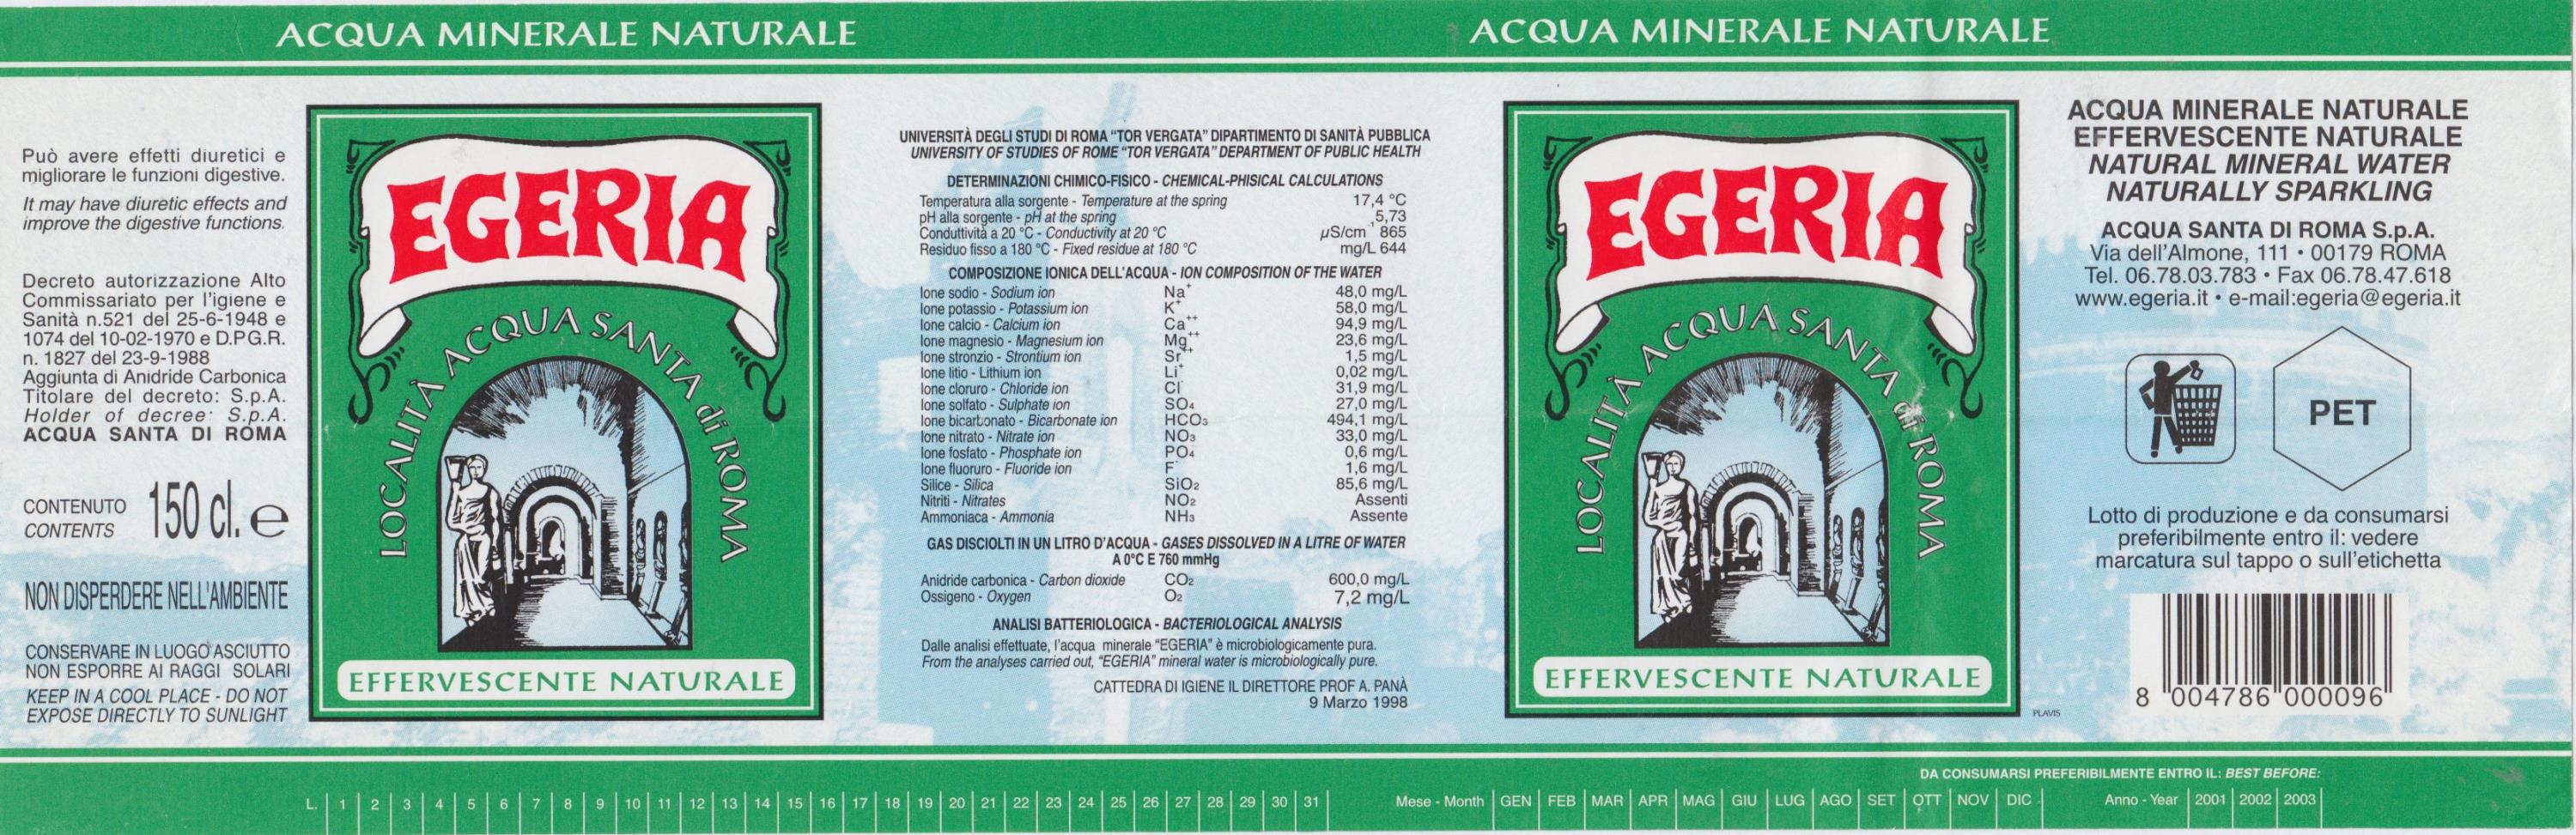 ACQUA MINERALE NATURALE
ACQUA MINERALE NATURALE
Può avere effetti diuretici e
migliorare le funzioni digestive.
It may have diuretic effects and
improve the digestive functions.
Decreto autorizzazione Alto
Commissariato per l'igiene e
Sanità n.521 del 25-6-1948 e
1074 del 10-02-1970 e D.P.G.R.
n. 1827 del 23-9-1988
Aggiunta di Anidride Carbonica
Titolare del decreto: S.p.A.
Holder of decree: S.p.A.
ACQUA SANTA DI ROMA
CONTENUTO
CONTENTS
150 cl. e
NON DISPERDERE NELL'AMBIENTE
CONSERVARE IN LUOGO ASCIUTTO
NON ESPORRE AI RAGGI SOLARI
KEEP IN A COOL PLACE - DO NOT
EXPOSE DIRECTLY TO SUNLIGHT
EGERIA
LOCALITÀ ACQUA SANTA di ROMA
EFFERVESCENTE NATURALE
UNIVERSITÀ DEGLI STUDI DI ROMA "TOR VERGATA" DIPARTIMENTO DI SANITÀ PUBBLICA
UNIVERSITY OF STUDIES OF ROME "TOR VERGATA" DEPARTMENT OF PUBLIC HEALTH
DETERMINAZIONI CHIMICO-FISICO - CHEMICAL-PHISICAL CALCULATIONS
Temperatura alla sorgente - Temperature at the spring 17,4 °C
pH alla sorgente - pH at the spring 5,73
Conduttività a 20 °C - Conductivity at 20 °C µS/cm⁻¹ 865
Residuo fisso a 180 °C - Fixed residue at 180 °C mg/L 644
COMPOSIZIONE IONICA DELL'ACQUA - ION COMPOSITION OF THE WATER
Ione sodio - Sodium ion Na⁺ 48,0 mg/L
Ione potassio - Potassium ion K⁺ 58,0 mg/L
Ione calcio - Calcium ion Ca⁺⁺ 94,9 mg/L
Ione magnesio - Magnesium ion Mg⁺⁺ 23,6 mg/L
Ione stronzio - Strontium ion Sr⁺⁺ 1,5 mg/L
Ione litio - Lithium ion Li⁺ 0,02 mg/L
Ione cloruro - Chloride ion Cl⁻ 31,9 mg/L
Ione solfato - Sulphate ion SO₄ 27,0 mg/L
Ione bicarbonato - Bicarbonate ion HCO₃ 494,1 mg/L
Ione nitrato - Nitrate ion NO₃ 33,0 mg/L
Ione fosfato - Phosphate ion PO₄ 0,6 mg/L
Ione fluoruro - Fluoride ion F⁻ 1,6 mg/L
Silice - Silica SiO₂ 85,6 mg/L
Nitriti - Nitrates NO₂ Assenti
Ammoniaca - Ammonia NH₃ Assente
GAS DISCIOLTI IN UN LITRO D'ACQUA - GASES DISSOLVED IN A LITRE OF WATER
A 0°C E 760 mmHg
Anidride carbonica - Carbon dioxide CO₂ 600,0 mg/L
Ossigeno - Oxygen O₂ 7,2 mg/L
ANALISI BATTERIOLOGICA - BACTERIOLOGICAL ANALYSIS
Dalle analisi effettuate, l'acqua minerale "EGERIA" è microbiologicamente pura.
From the analyses carried out, "EGERIA" mineral water is microbiologically pure.
CATTEDRA DI IGIENE IL DIRETTORE PROF A. PANÀ
9 Marzo 1998
EGERIA
LOCALITÀ ACQUA SANTA di ROMA
EFFERVESCENTE NATURALE
ACQUA MINERALE NATURALE
EFFERVESCENTE NATURALE
NATURAL MINERAL WATER
NATURALLY SPARKLING
ACQUA SANTA DI ROMA S.p.A.
Via dell'Almone, 111 • 00179 ROMA
Tel. 06.78.03.783 • Fax 06.78.47.618
www.egeria.it • e-mail:egeria@egeria.it
PET
Lotto di produzione e da consumarsi
preferibilmente entro il: vedere
marcatura sul tappo o sull'etichetta
8 004786 000096
PLAVIS
DA CONSUMARSI PREFERIBILMENTE ENTRO IL: BEST BEFORE:
L. 1 2 3 4 5 6 7 8 9 10 11 12 13 14 15 16 17 18 19 20 21 22 23 24 25 26 27 28 29 30 31 Mese - Month GEN FEB MAR APR MAG GIU LUG AGO SET OTT NOV DIC Anno - Year 2001 2002 2003